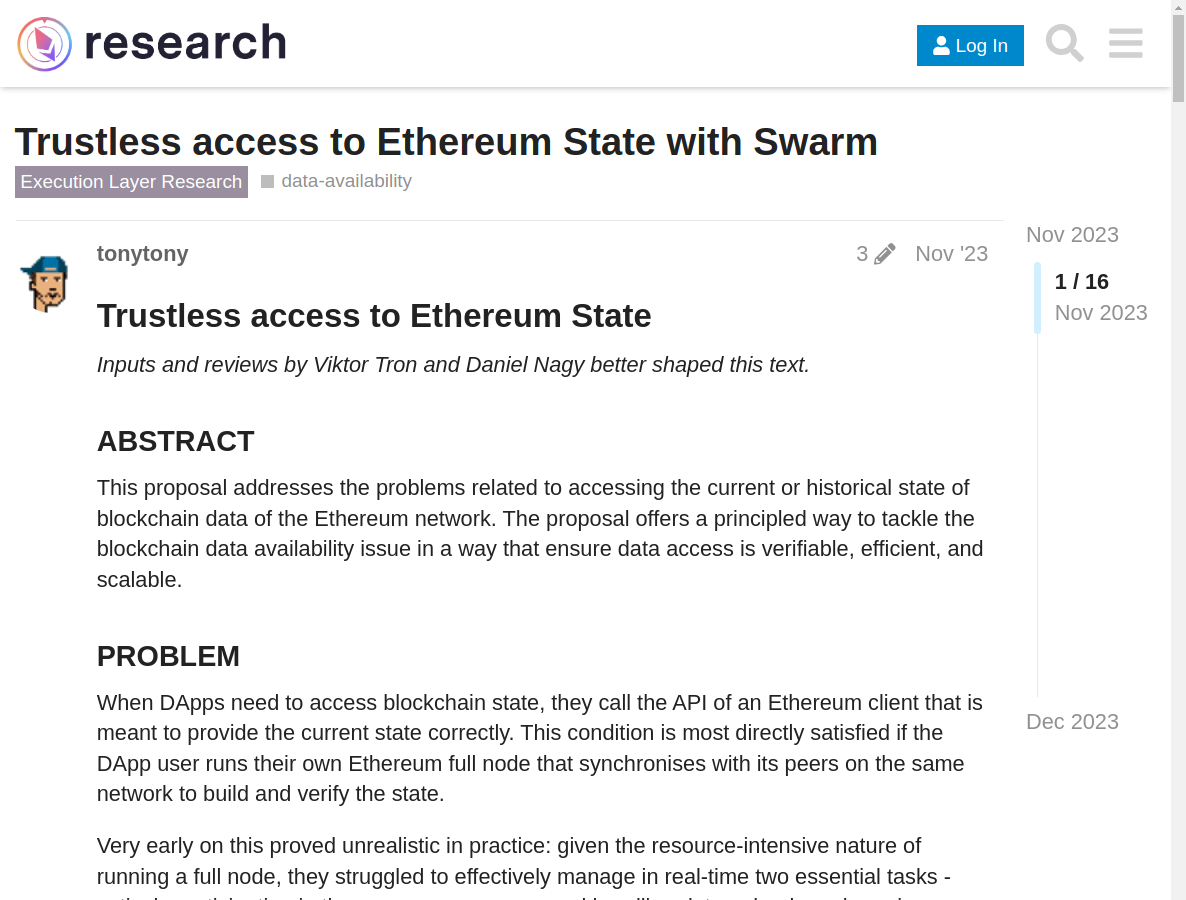 research
Log In
Trustless access to Ethereum State with Swarm
Execution Layer Research data-availability
Nov 2023
tonytony 3 Nov '23
1 / 16
Nov 2023
Trustless access to Ethereum State
Inputs and reviews by Viktor Tron and Daniel Nagy better shaped this text.
ABSTRACT
This proposal addresses the problems related to accessing the current or historical state of
blockchain data of the Ethereum network. The proposal offers a principled way to tackle the
blockchain data availability issue in a way that ensure data access is verifiable, efficient, and
scalable.
PROBLEM
When DApps need to access blockchain state, they call the API of an Ethereum client that is
meant to provide the current state correctly. This condition is most directly satisfied if the
DApp user runs their own Ethereum full node that synchronises with its peers on the same
network to build and verify the state.
Dec 2023
Very early on this proved unrealistic in practice: given the resource-intensive nature of
running a full node, they struggled to effectively manage in real-time two essential tasks -